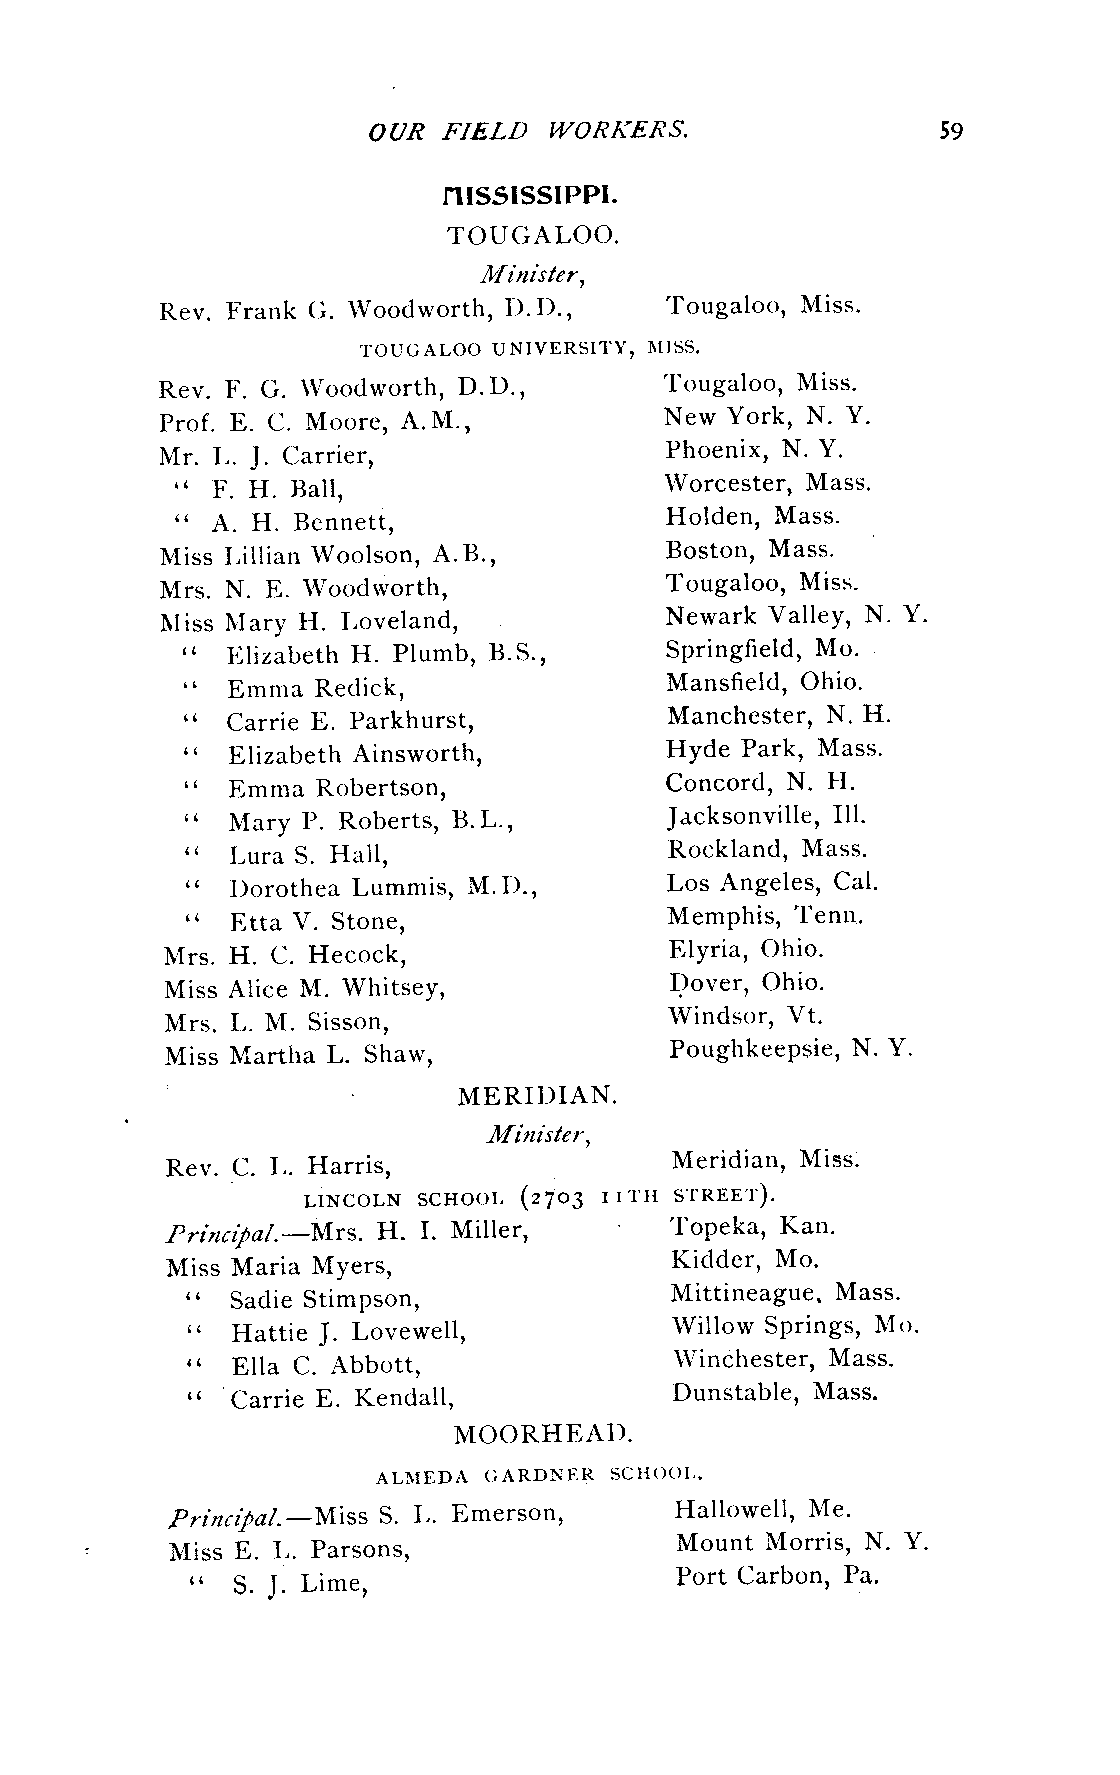 OUR FIELD WORKERS. 59
MISSISSIPPI.
TOUGALOO.
Minister,
Rev. Frank G. Woodworth, D.D., Tougaloo, Miss.
TOUGALOO UNIVERSITY, MISS.
Rev. F. G. Woodworth, D.D., Tougaloo, Miss.
Prof. E. C. Moore, A.M., New York, N. Y.
Mr. L. J. Carrier, Phoenix, N. Y.
“ F. H. Ball, Worcester, Mass.
“ A. H. Bennett, Holden, Mass.
Miss Lillian Woolson, A.B., Boston, Mass.
Mrs. N. E. Woodworth, Tougaloo, Miss.
Miss Mary H. Loveland, Newark Valley, N. Y.
“ Elizabeth H. Plumb, B.S., Springfield, Mo.
“ Emma Redick, Mansfield, Ohio.
“ Carrie E. Parkhurst, Manchester, N. H.
“ Elizabeth Ainsworth, Hyde Park, Mass.
“ Emma Robertson, Concord, N. H.
“ Mary P. Roberts, B.L., Jacksonville, Ill.
“ Lura S. Hall, Rockland, Mass.
“ Dorothea Lummis, M.D., Los Angeles, Cal.
“ Etta V. Stone, Memphis, Tenn.
Mrs. H. C. Hecock, Elyria, Ohio.
Miss Alice M. Whitsey, Dover, Ohio.
Mrs. L. M. Sisson, Windsor, Vt.
Miss Martha L. Shaw, Poughkeepsie, N. Y.
MERIDIAN.
Minister,
Rev. C. L. Harris, Meridian, Miss.
LINCOLN SCHOOL (2703 11TH STREET).
Principal.—Mrs. H. I. Miller, Topeka, Kan.
Miss Maria Myers, Kidder, Mo.
“ Sadie Stimpson, Mittineague, Mass.
“ Hattie J. Lovewell, Willow Springs, Mo.
“ Ella C. Abbott, Winchester, Mass.
“ Carrie E. Kendall, Dunstable, Mass.
MOORHEAD.
ALMEDA GARDNER SCHOOL.
Principal.—Miss S. L. Emerson, Hallowell, Me.
Miss E. L. Parsons, Mount Morris, N. Y.
“ S. J. Lime, Port Carbon, Pa.